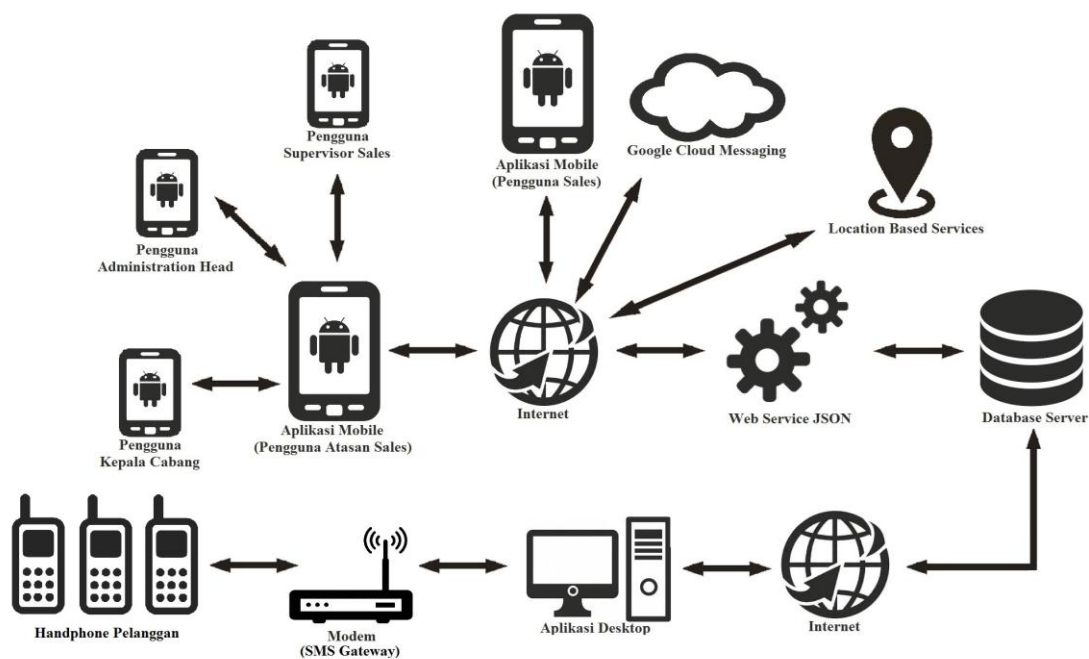 Pengguna
Supervisor Sales
Aplikasi Mobile
(Pengguna Sales)
Google Cloud Messaging
Location Based Services
Pengguna
Administration Head
Aplikasi Mobile
(Pengguna Atasan Sales)
Internet
Web Service JSON
Database Server
Pengguna
Kepala Cabang
Handphone Pelanggan
Modem
(SMS Gateway)
Aplikasi Desktop
Internet